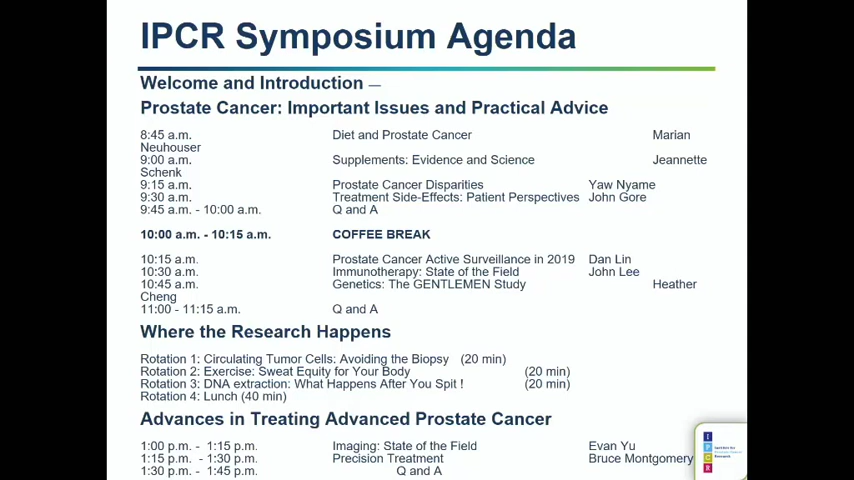 IPCR Symposium Agenda
Welcome and Introduction —
Prostate Cancer: Important Issues and Practical Advice
8:45 a.m. Diet and Prostate Cancer Marian
Neuhouser
9:00 a.m. Supplements: Evidence and Science Jeannette
Schenk
9:15 a.m. Prostate Cancer Disparities Yaw Nyame
9:30 a.m. Treatment Side-Effects: Patient Perspectives John Gore
9:45 a.m. - 10:00 a.m. Q and A
10:00 a.m. - 10:15 a.m. COFFEE BREAK
10:15 a.m. Prostate Cancer Active Surveillance in 2019 Dan Lin
10:30 a.m. Immunotherapy: State of the Field John Lee
10:45 a.m. Genetics: The GENTLEMEN Study Heather
Cheng
11:00 - 11:15 a.m. Q and A
Where the Research Happens
Rotation 1: Circulating Tumor Cells: Avoiding the Biopsy (20 min)
Rotation 2: Exercise: Sweat Equity for Your Body (20 min)
Rotation 3: DNA extraction: What Happens After You Spit ! (20 min)
Rotation 4: Lunch (40 min)
Advances in Treating Advanced Prostate Cancer
1:00 p.m. - 1:15 p.m. Imaging: State of the Field Evan Yu
1:15 p.m. - 1:30 p.m. Precision Treatment Bruce Montgomery
1:30 p.m. - 1:45 p.m. Q and A
I
P
C
R